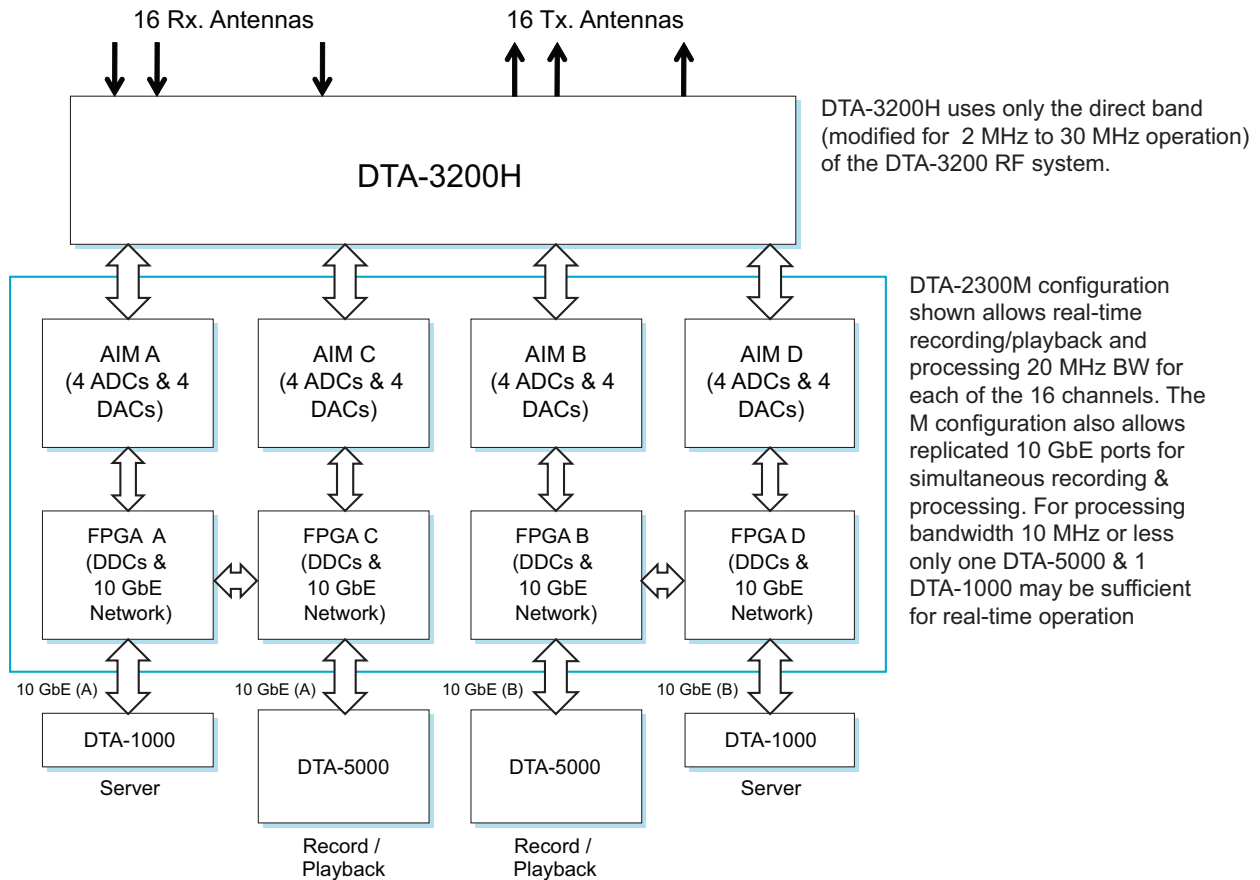 16 Rx. Antennas
16 Tx. Antennas
DTA-3200H
DTA-3200H uses only the direct band
(modified for 2 MHz to 30 MHz operation)
of the DTA-3200 RF system.
AIM A
(4 ADCs & 4
DACs)
AIM C
(4 ADCs & 4
DACs)
AIM B
(4 ADCs & 4
DACs)
AIM D
(4 ADCs & 4
DACs)
DTA-2300M configuration
shown allows real-time
recording/playback and
processing 20 MHz BW for
each of the 16 channels. The
M configuration also allows
replicated 10 GbE ports for
simultaneous recording &
processing. For processing
bandwidth 10 MHz or less
only one DTA-5000 & 1
DTA-1000 may be sufficient
for real-time operation
FPGA A
(DDCs &
10 GbE
Network)
FPGA C
(DDCs &
10 GbE
Network)
FPGA B
(DDCs &
10 GbE
Network)
FPGA D
(DDCs &
10 GbE
Network)
10 GbE (A)
10 GbE (A)
10 GbE (B)
10 GbE (B)
DTA-1000
Server
DTA-5000
Record /
Playback
DTA-5000
Record /
Playback
DTA-1000
Server